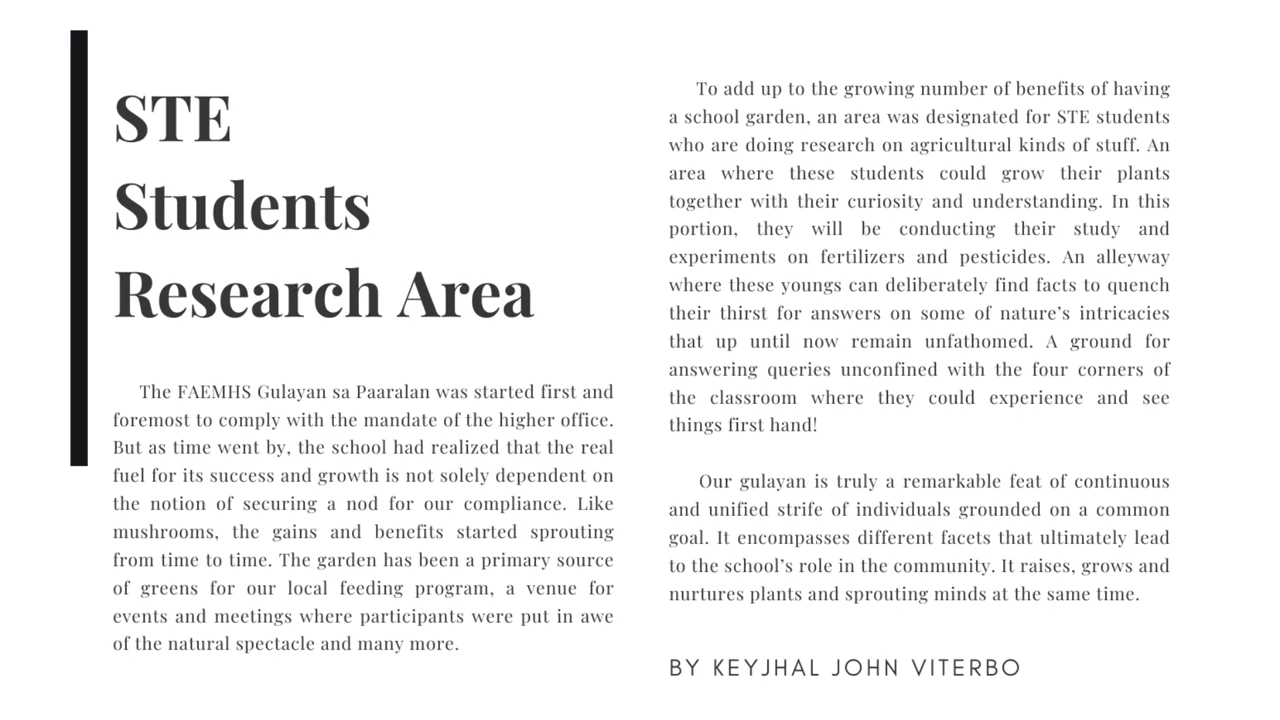 STE
Students
Research Area
The FAEMHS Gulayan sa Paaralan was started first and
foremost to comply with the mandate of the higher office.
But as time went by, the school had realized that the real
fuel for its success and growth is not solely dependent on
the notion of securing a nod for our compliance. Like
mushrooms, the gains and benefits started sprouting
from time to time. The garden has been a primary source
of greens for our local feeding program, a venue for
events and meetings where participants were put in awe
of the natural spectacle and many more.
To add up to the growing number of benefits of having
a school garden, an area was designated for STE students
who are doing research on agricultural kinds of stuff. An
area where these students could grow their plants
together with their curiosity and understanding. In this
portion, they will be conducting their study and
experiments on fertilizers and pesticides. An alleyway
where these youngs can deliberately find facts to quench
their thirst for answers on some of nature’s intricacies
that up until now remain unfathomed. A ground for
answering queries unconfined with the four corners of
the classroom where they could experience and see
things first hand!
Our gulayan is truly a remarkable feat of continuous
and unified strife of individuals grounded on a common
goal. It encompasses different facets that ultimately lead
to the school’s role in the community. It raises, grows and
nurtures plants and sprouting minds at the same time.
BY KEYJHAL JOHN VITERBO